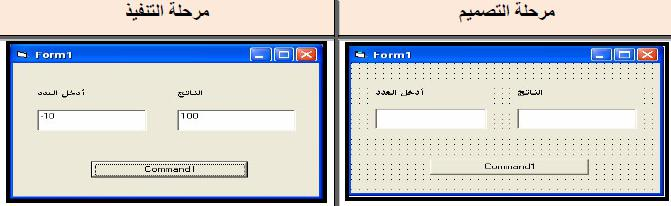 مرحلة التصميم
مرحلة التنفيذ
Form1
أدخل العدد
الناتج
Command1
Form1
أدخل العدد
الناتج
-10
100
Command1